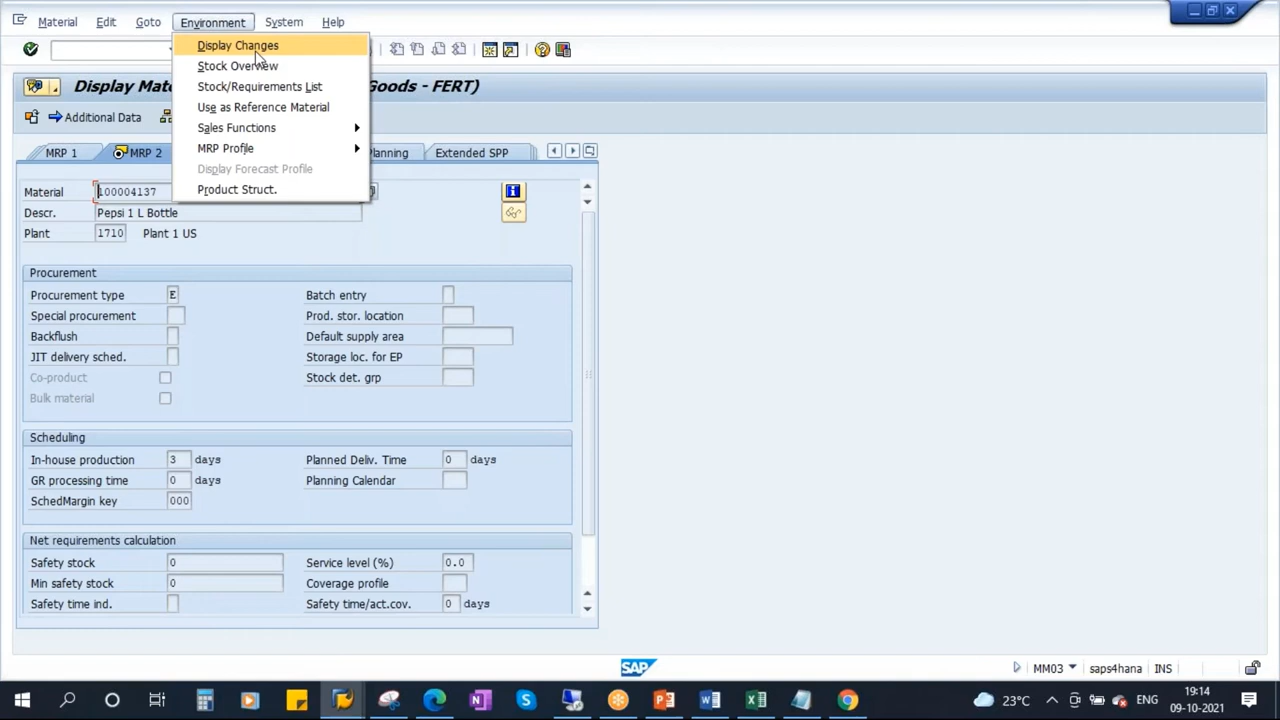 Material Edit Goto Environment System Help
Display Changes
Stock Overview
Stock/Requirements List
Use as Reference Material
Sales Functions
MRP Profile
Display Forecast Profile
Product Struct.
Display Mate Goods - FERT)
Additional Data
MRP 1 MRP 2 Planning Extended SPP
Material 100004137
Descr. Pepsi 1 L Bottle
Plant 1710 Plant 1 US
Procurement
Procurement type E Batch entry
Special procurement Prod. stor. location
Backflush Default supply area
JIT delivery sched. Storage loc. for EP
Co-product Stock det. grp
Bulk material
Scheduling
In-house production 3 days Planned Deliv. Time 0 days
GR processing time 0 days Planning Calendar
SchedMargin key 000
Net requirements calculation
Safety stock 0 Service level (%) 0.0
Min safety stock 0 Coverage profile
Safety time ind. Safety time/act.cov. 0 days
SAP MM03 saps4hana INS
23°C ENG 19:14
09-10-2021